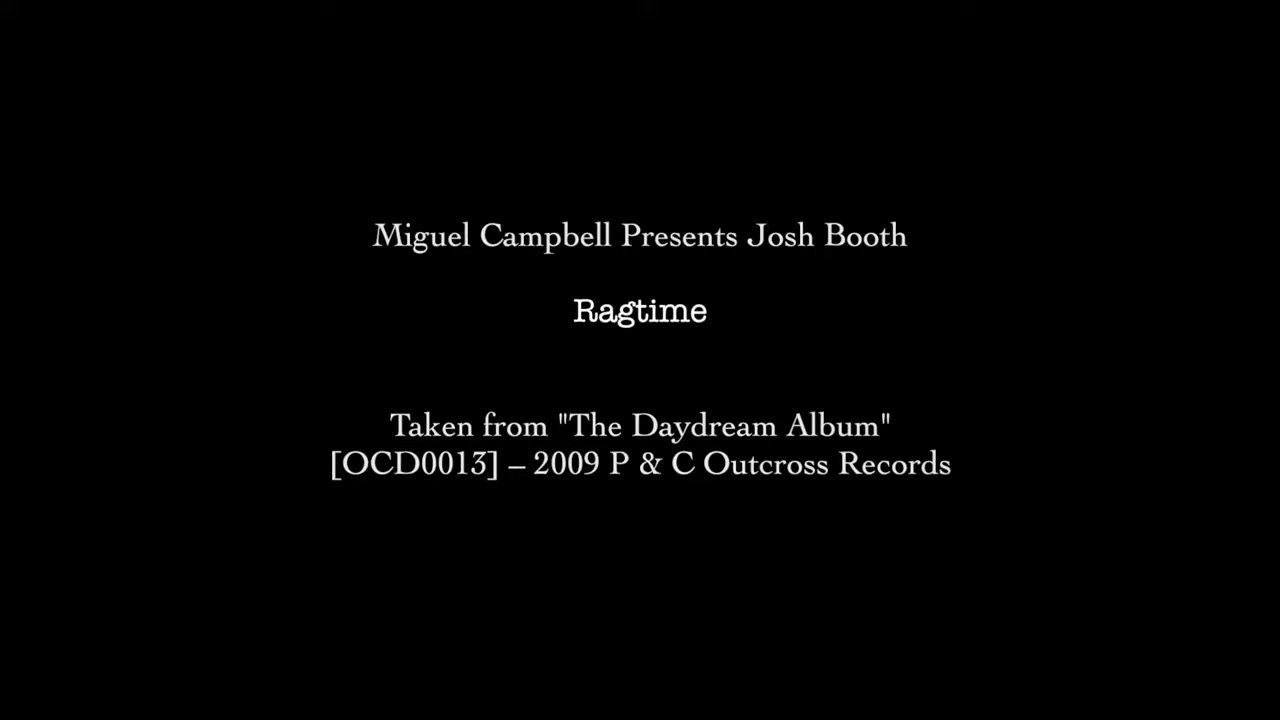 Miguel Campbell Presents Josh Booth
Ragtime
Taken from "The Daydream Album"
[OCD0013] – 2009 P & C Outcross Records